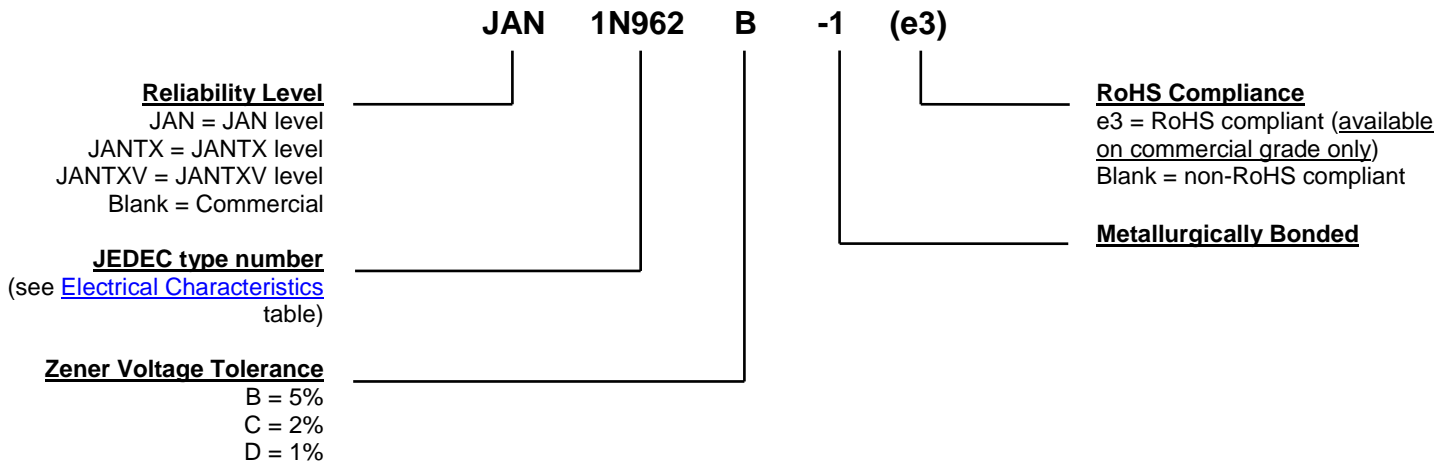 JAN 1N962 B -1 (e3)
Reliability Level
JAN = JAN level
JANTX = JANTX level
JANTXV = JANTXV level
Blank = Commercial
JEDEC type number
(see Electrical Characteristics
table)
Zener Voltage Tolerance
B = 5%
C = 2%
D = 1%
RoHS Compliance
e3 = RoHS compliant (available
on commercial grade only)
Blank = non-RoHS compliant
Metallurgically Bonded